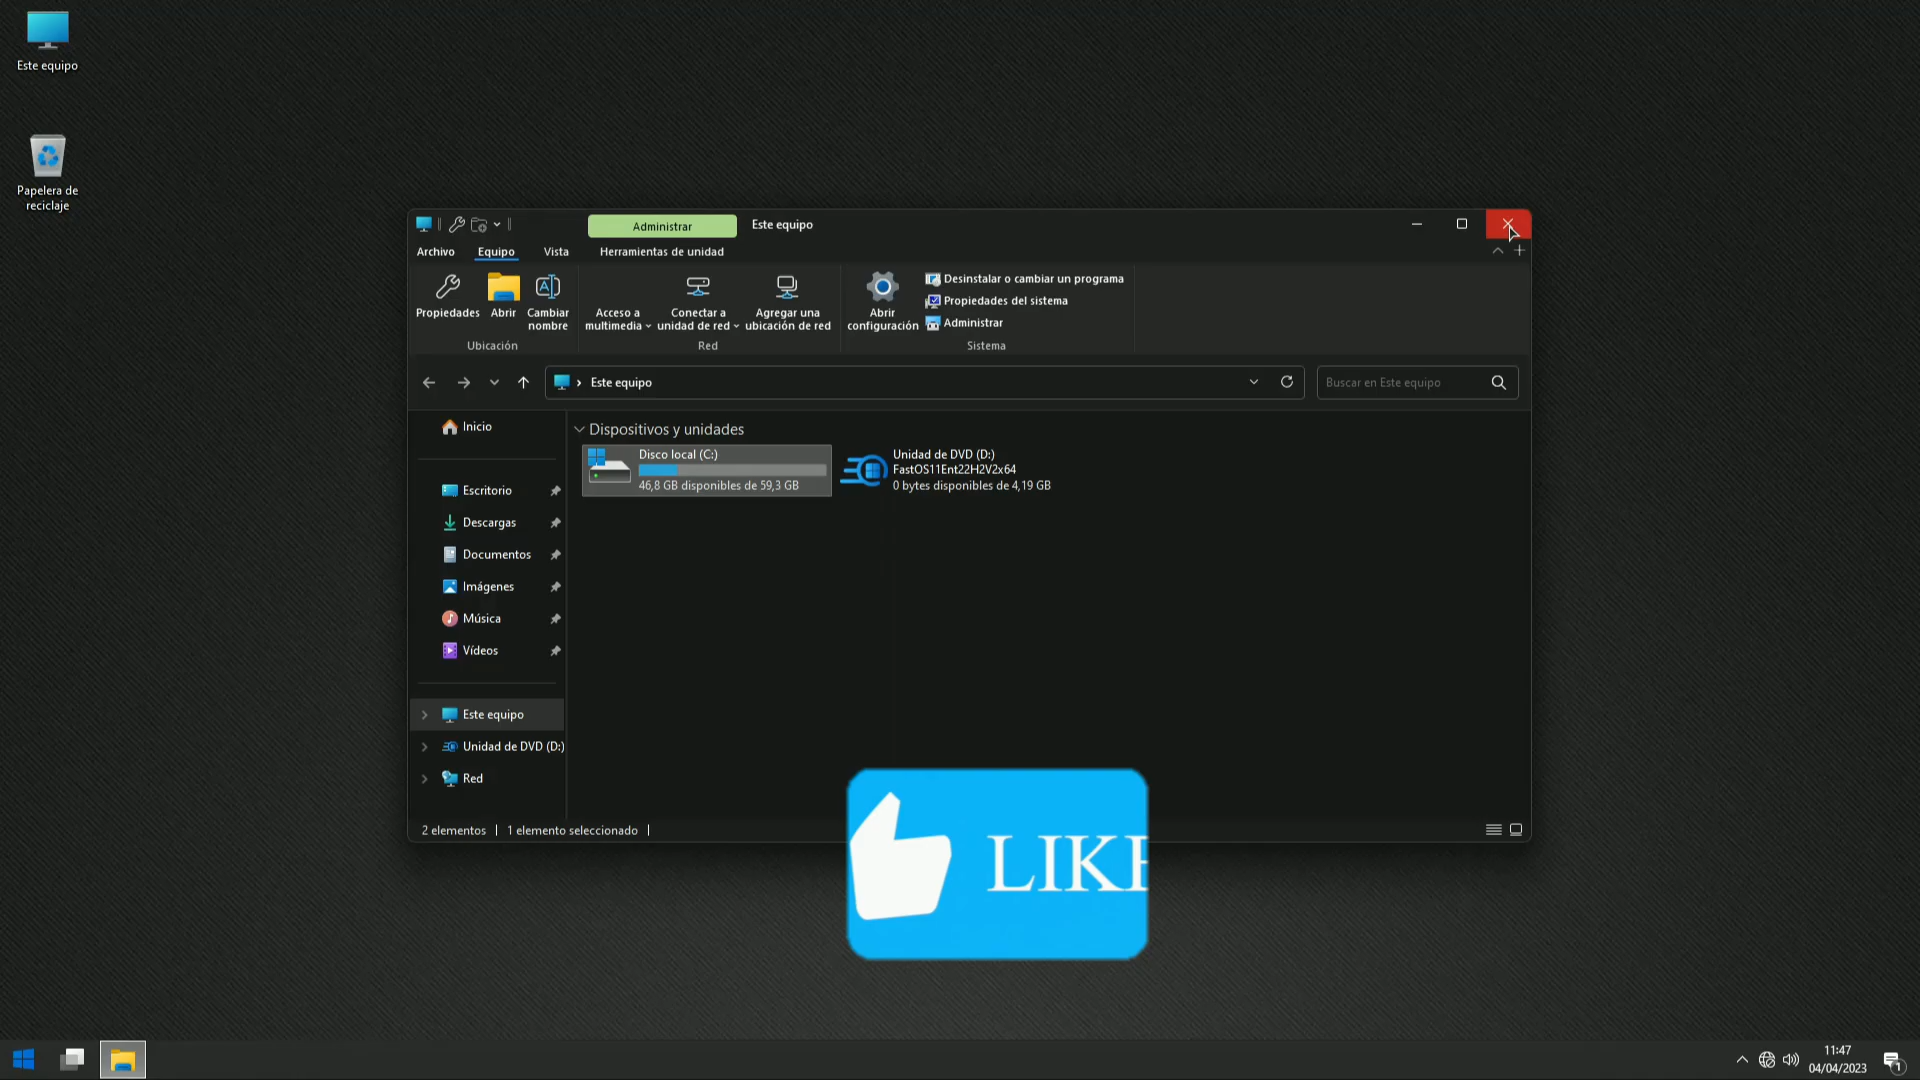 Este equipo
Papelera de
reciclaje
Administrar
Este equipo
Archivo
Equipo
Vista
Herramientas de unidad
Propiedades
Abrir
Cambiar
nombre
Ubicación
Acceso a
multimedia
Conectar a
unidad de red
Agregar una
ubicación de red
Red
Abrir
configuración
Desinstalar o cambiar un programa
Propiedades del sistema
Administrar
Sistema
Este equipo
Buscar en Este equipo
Inicio
Escritorio
Descargas
Documentos
Imágenes
Música
Vídeos
Este equipo
Unidad de DVD (D:)
Red
Dispositivos y unidades
Disco local (C:)
46,8 GB disponibles de 59,3 GB
Unidad de DVD (D:)
FastOS11Ent22H2V2x64
0 bytes disponibles de 4,19 GB
2 elementos
1 elemento seleccionado
LIKE
11:47
04/04/2023
1